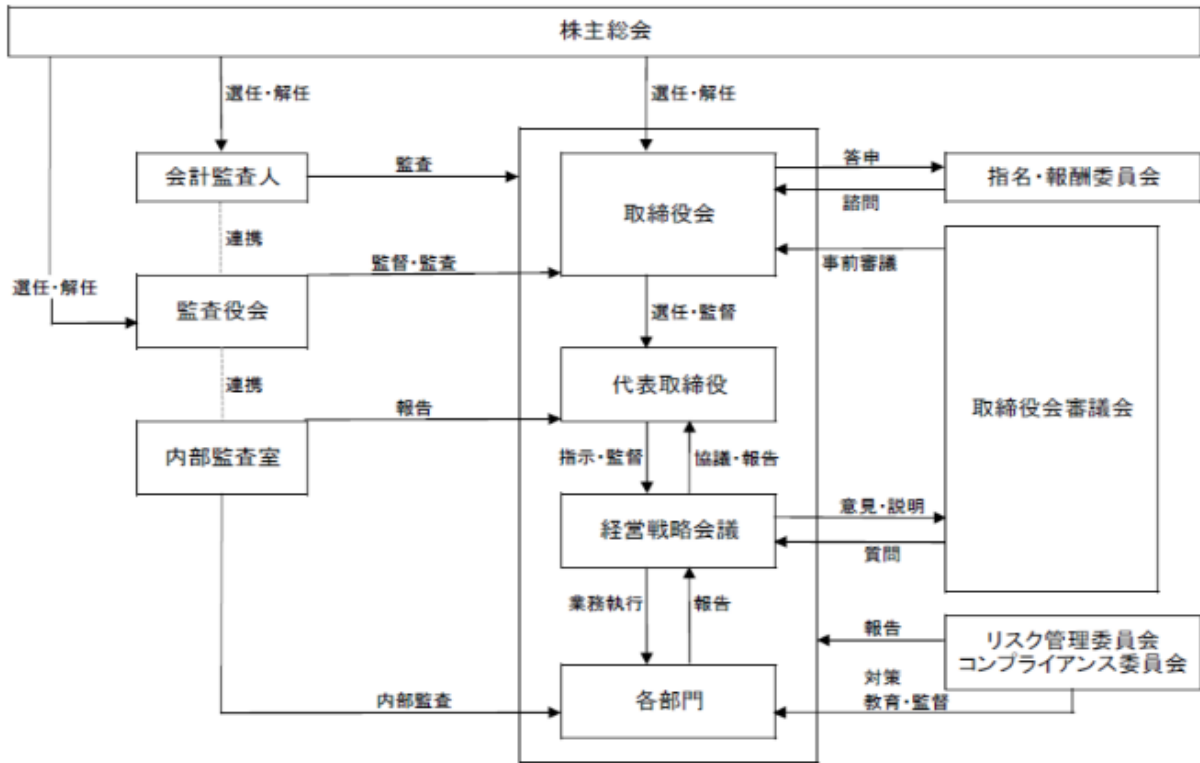 株主総会
選任・解任
選任・解任
会計監査人
監査
取締役会
答申
諮問
指名・報酬委員会
連携
事前審議
選任・解任
監査役会
監督・監査
選任・監督
連携
代表取締役
取締役会審議会
報告
内部監査室
指示・監督
協議・報告
経営戦略会議
意見・説明
質問
業務執行
報告
報告
リスク管理委員会
コンプライアンス委員会
対策
教育・監督
内部監査
各部門